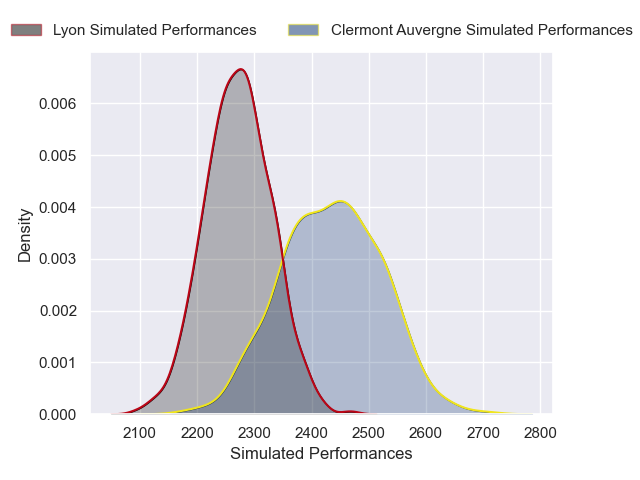 Lyon Simulated Performances
Clermont Auvergne Simulated Performances
0.006
0.005
0.004
0.003
0.002
0.001
0.000
Density
2100 2200 2300 2400 2500 2600 2700 2800
Simulated Performances